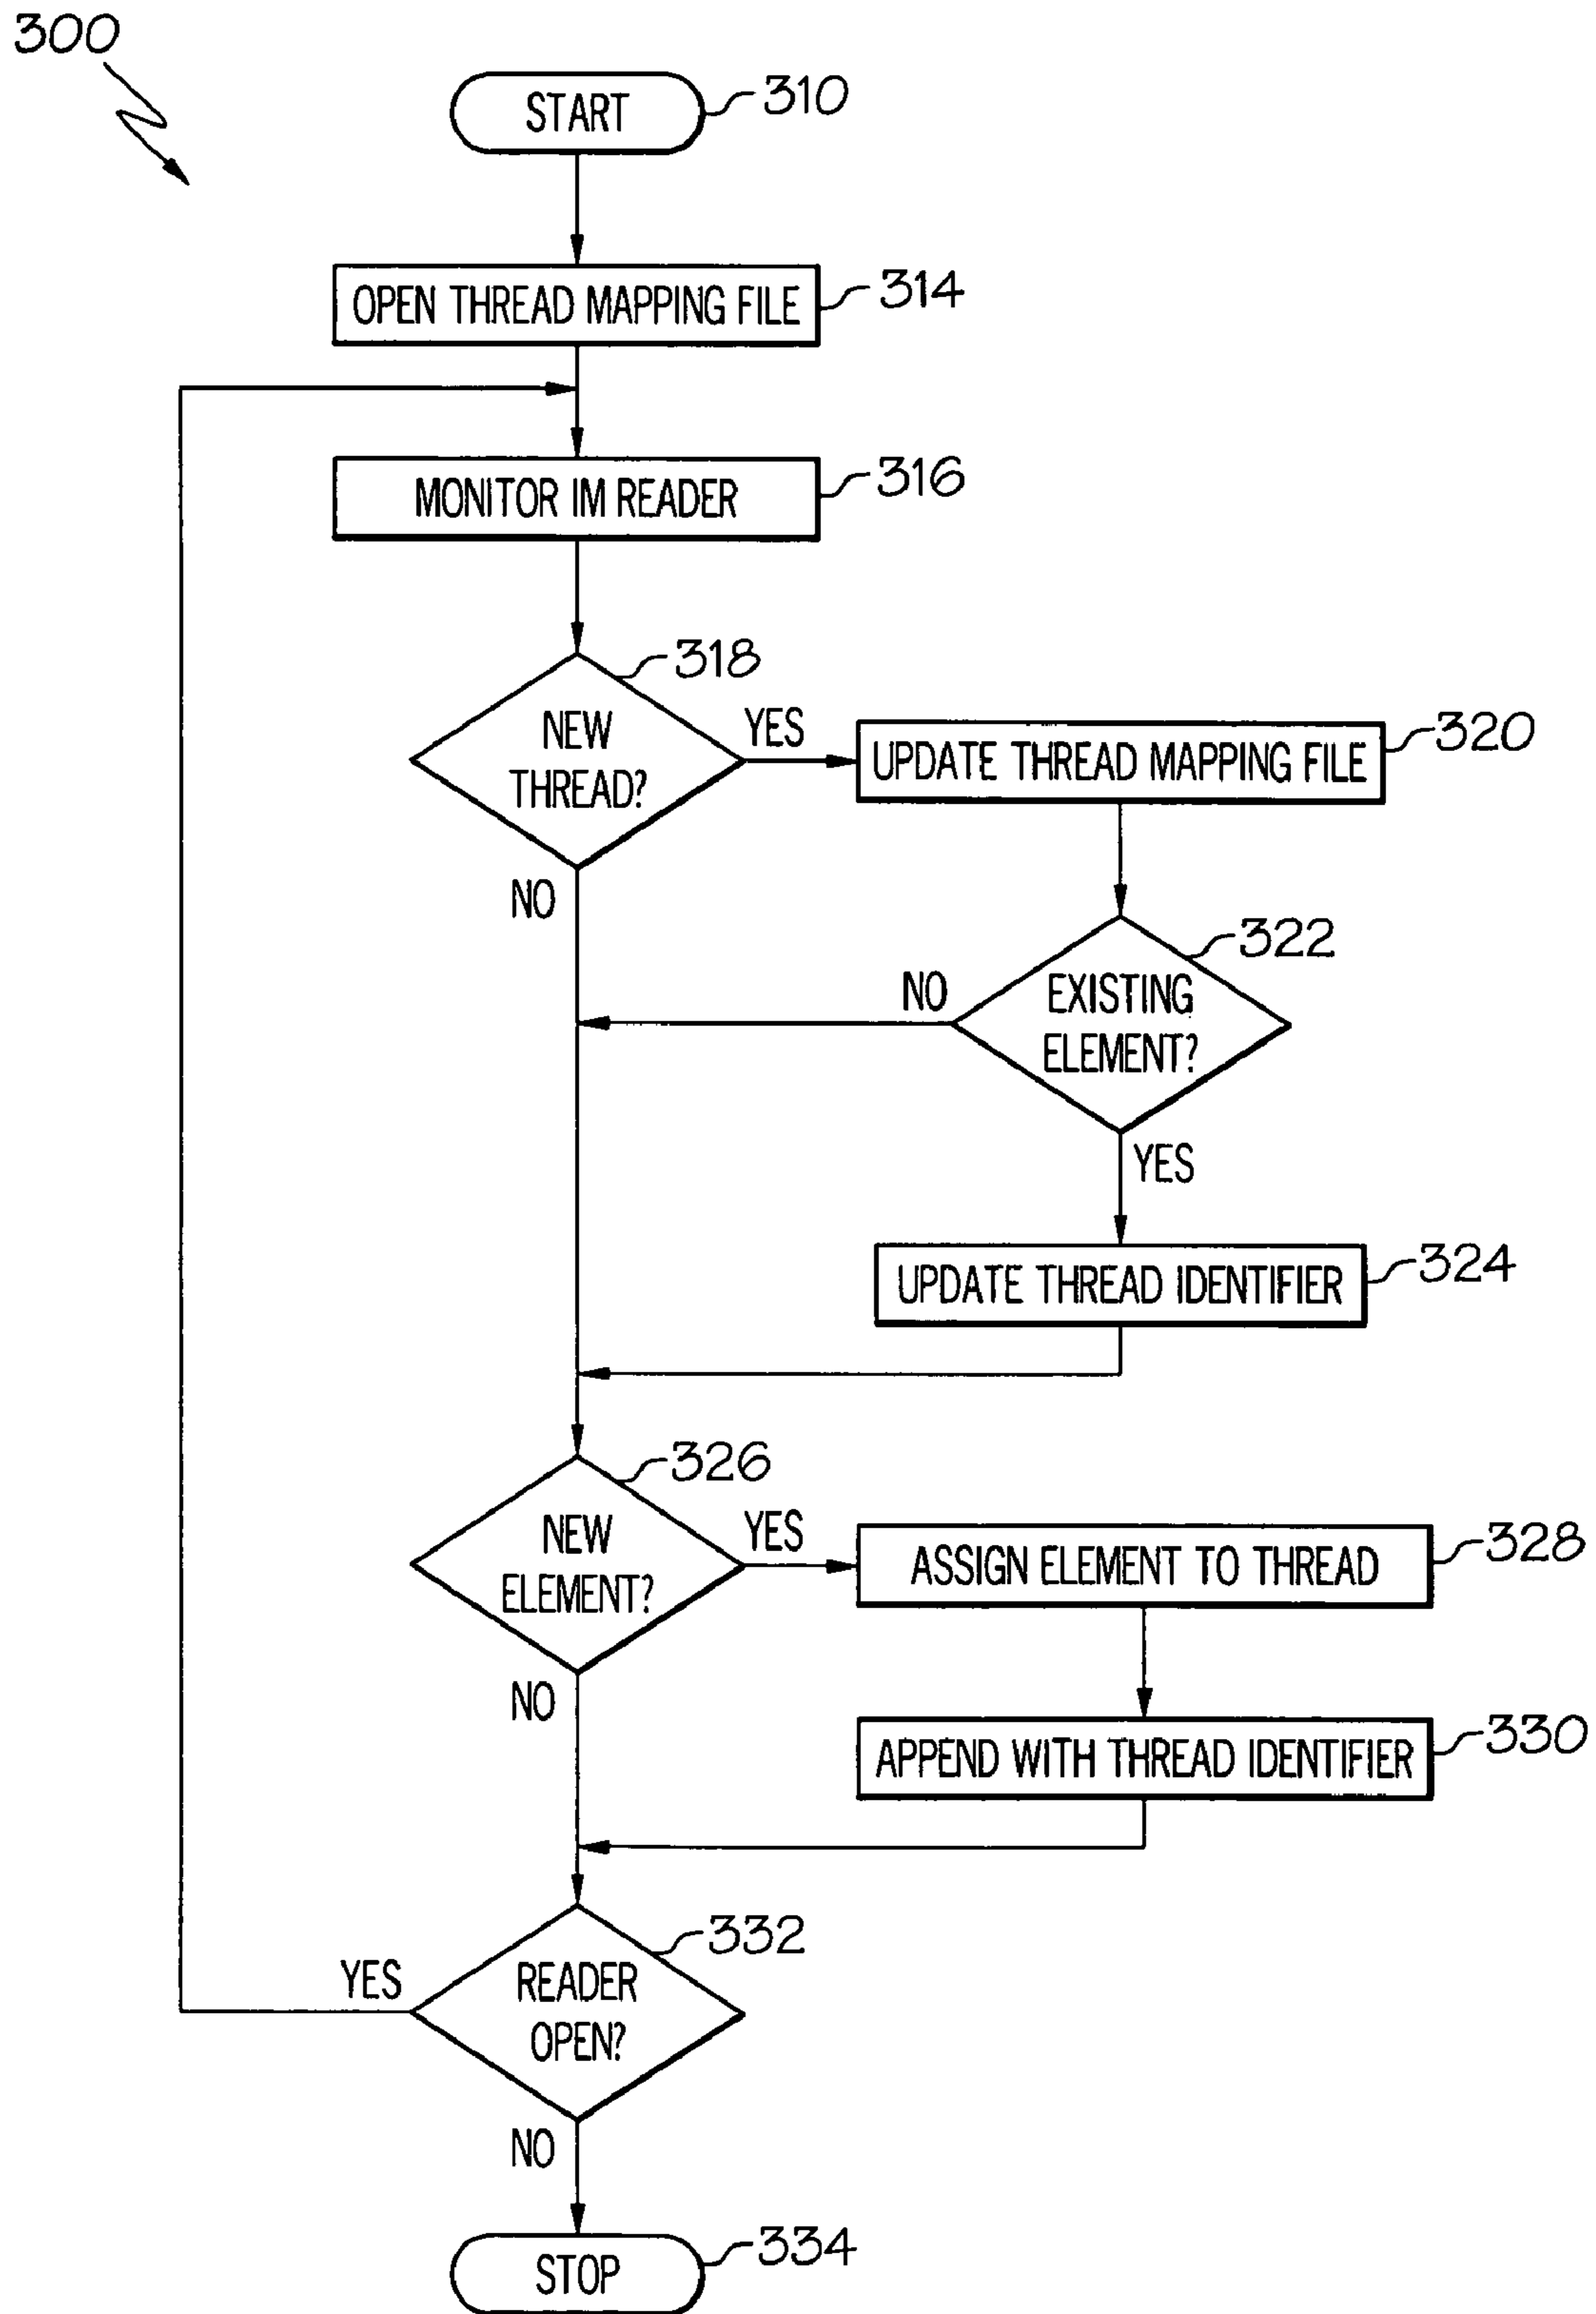 300
START
310
OPEN THREAD MAPPING FILE
314
MONITOR IM READER
316
318
NEW
THREAD?
YES
NO
UPDATE THREAD MAPPING FILE
320
322
EXISTING
ELEMENT?
NO
YES
UPDATE THREAD IDENTIFIER
324
326
NEW
ELEMENT?
YES
NO
ASSIGN ELEMENT TO THREAD
328
APPEND WITH THREAD IDENTIFIER
330
332
READER
OPEN?
YES
NO
STOP
334